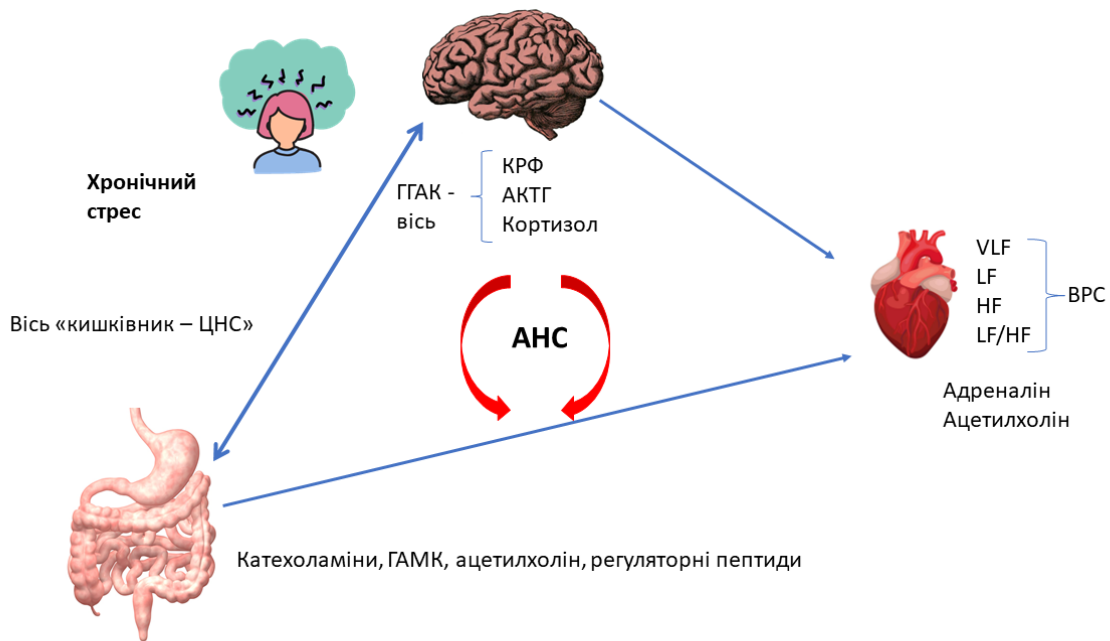 Хронічний
стрес
ГГАК -
вісь
КРФ
АКТГ
Кортизол
VLF
LF
HF
LF/HF
ВРС
Вісь «кишківник – ЦНС»
АНС
Адреналін
Ацетилхолін
Катехоламіни, ГАМК, ацетилхолін, регуляторні пептиди